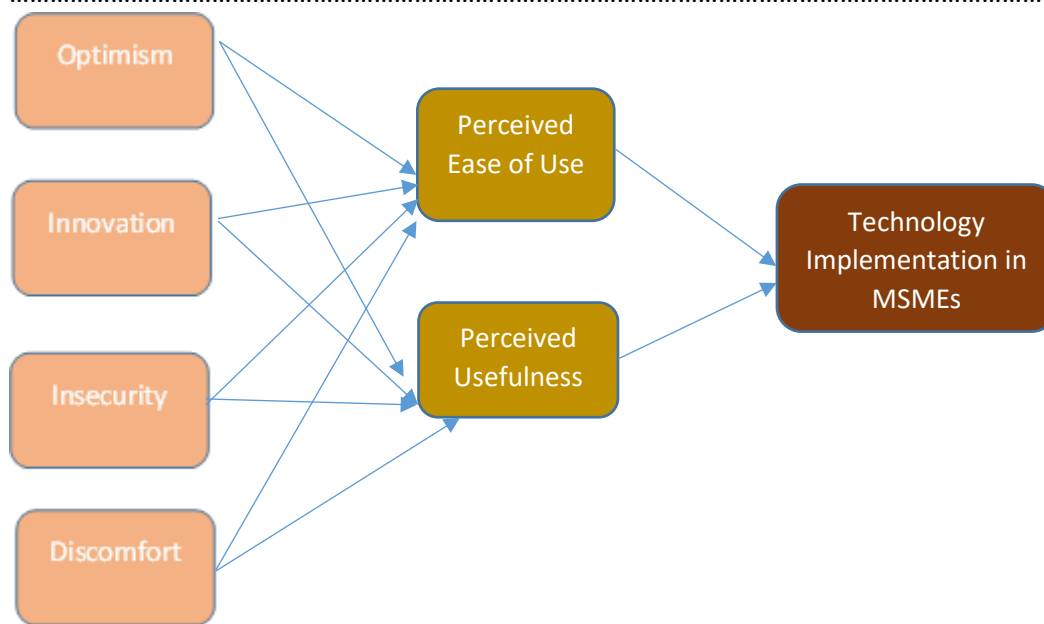 Optimism
Innovation
Insecurity
Discomfort
Perceived
Ease of Use
Perceived
Usefulness
Technology
Implementation in
MSMEs